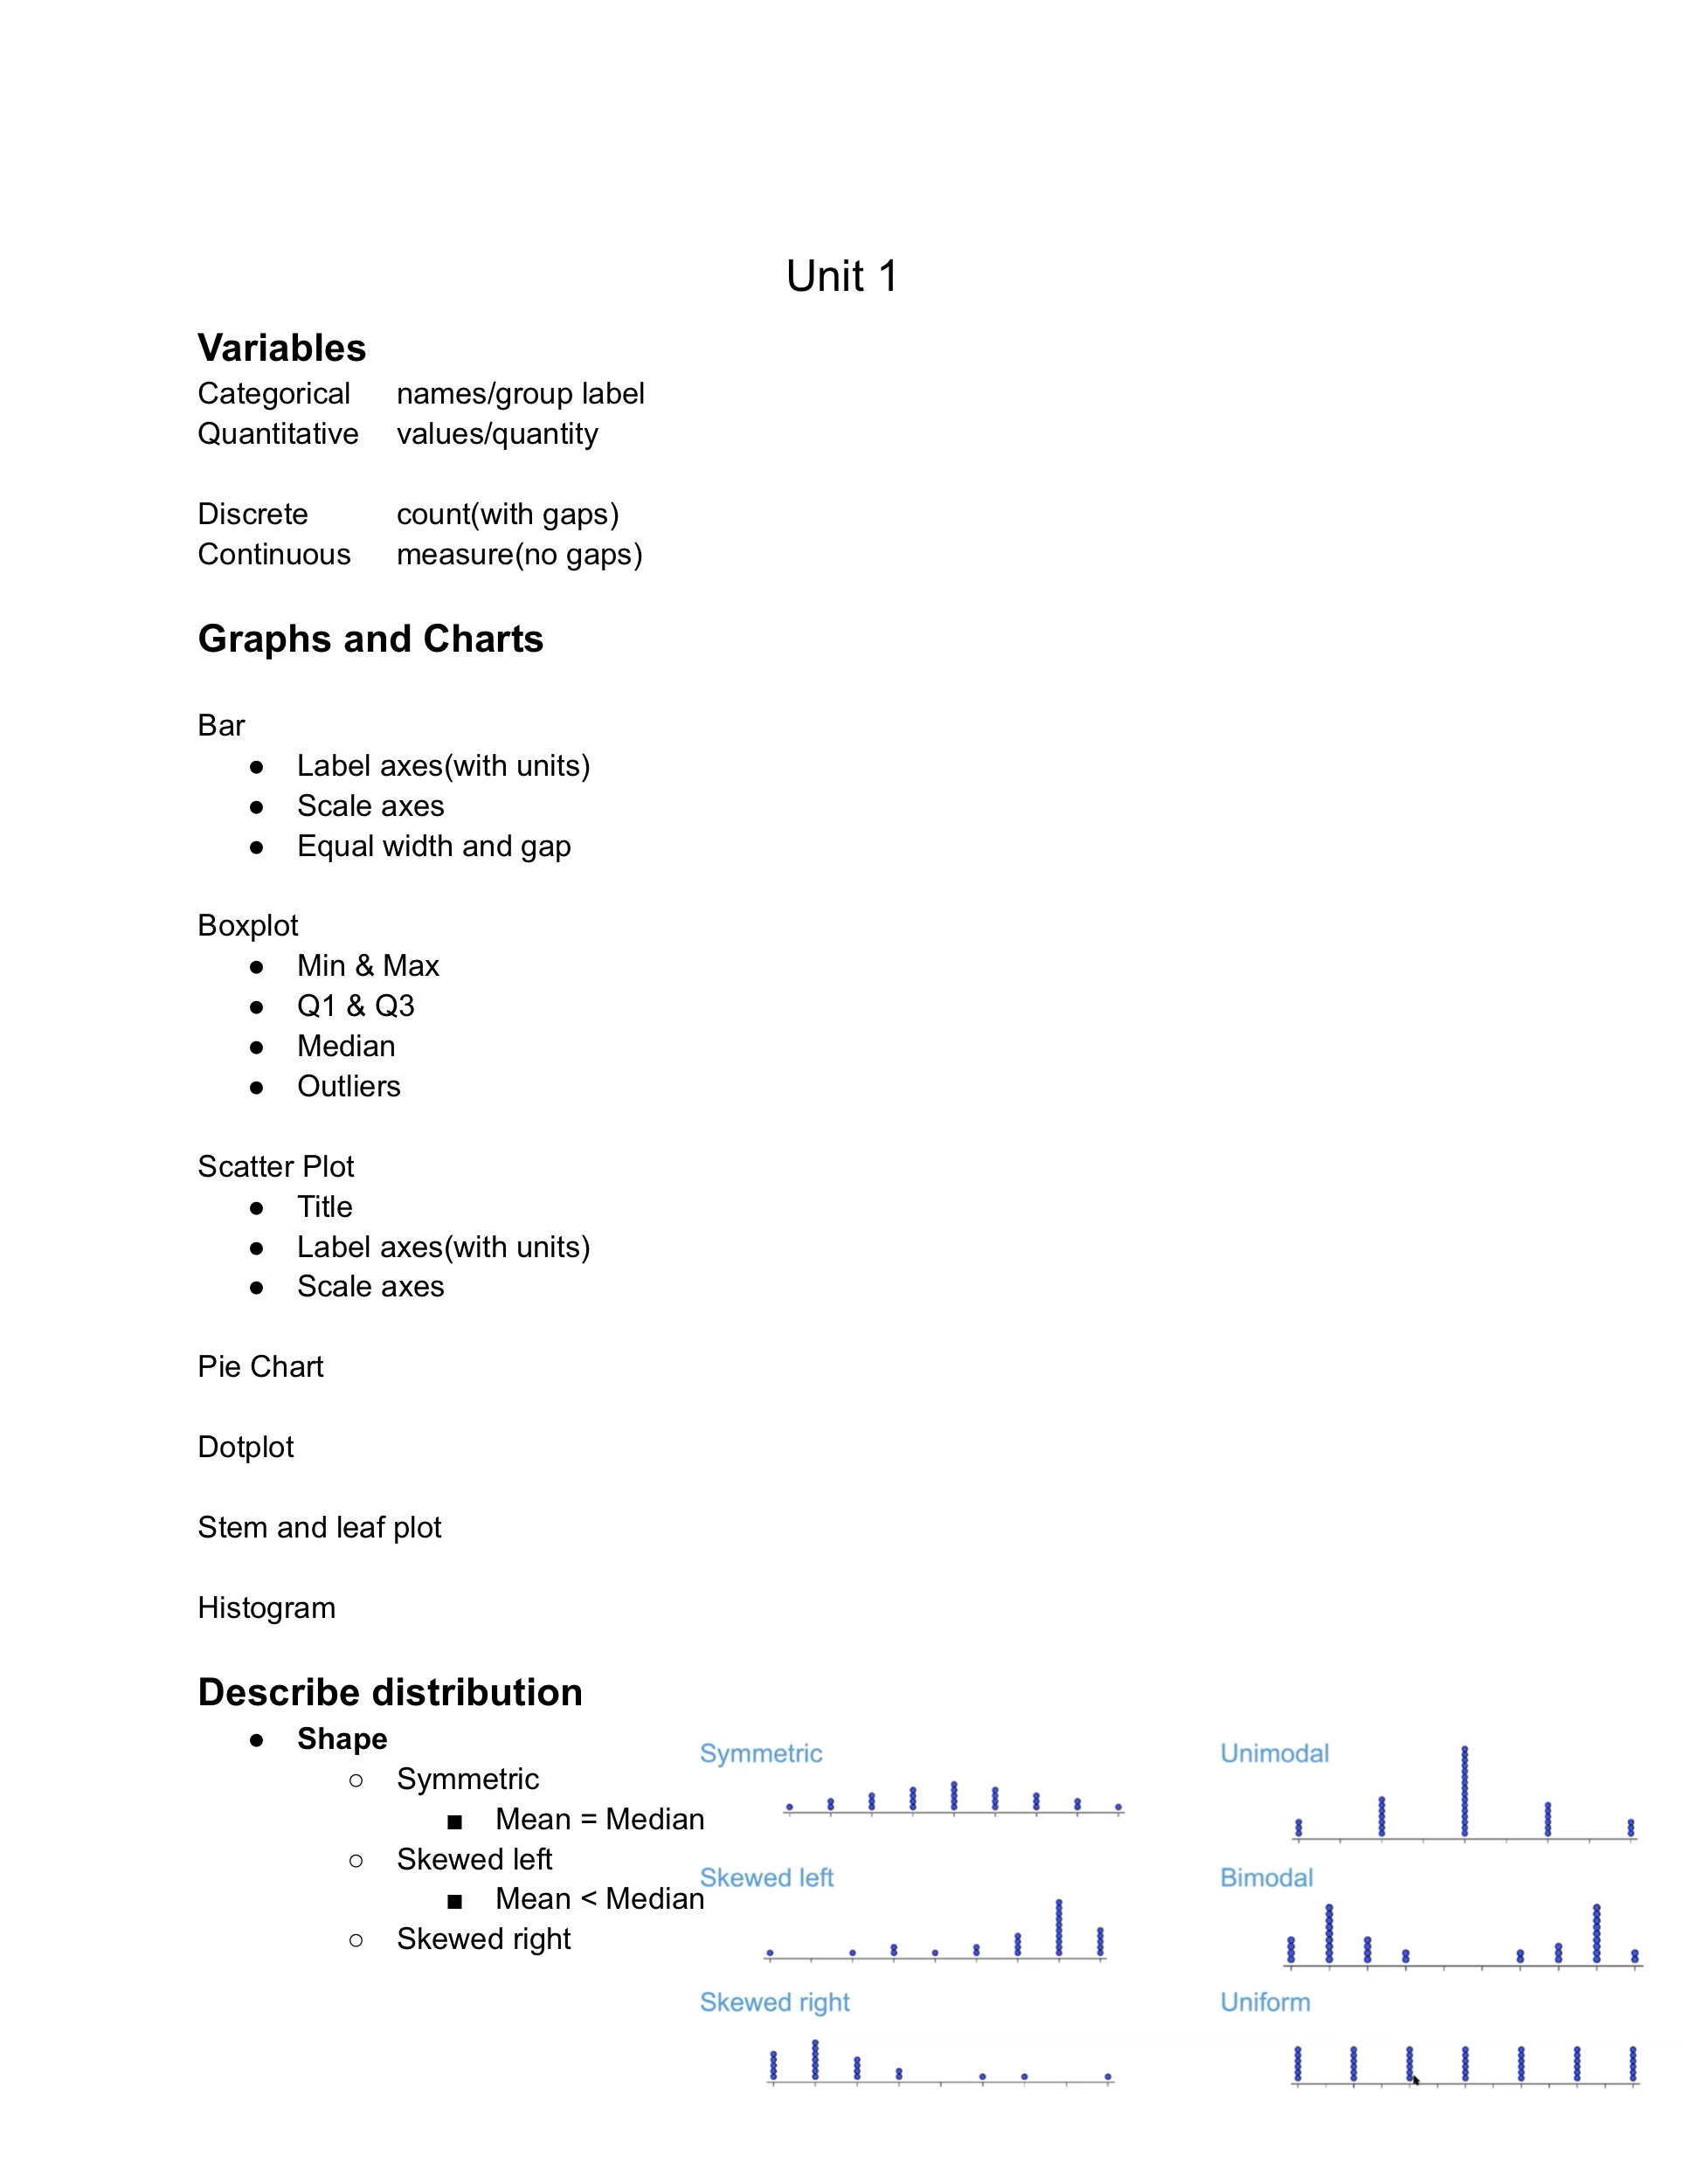 Unit 1
Variables
Categorical names/group label
Quantitative values/quantity
Discrete count(with gaps)
Continuous measure(no gaps)
Graphs and Charts
Bar
● Label axes(with units)
● Scale axes
● Equal width and gap
Boxplot
● Min & Max
● Q1 & Q3
● Median
● Outliers
Scatter Plot
● Title
● Label axes(with units)
● Scale axes
Pie Chart
Dotplot
Stem and leaf plot
Histogram
Describe distribution
● Shape
○ Symmetric
■ Mean = Median
○ Skewed left
■ Mean < Median
○ Skewed right
Symmetric
Unimodal
Skewed left
Bimodal
Skewed right
Uniform